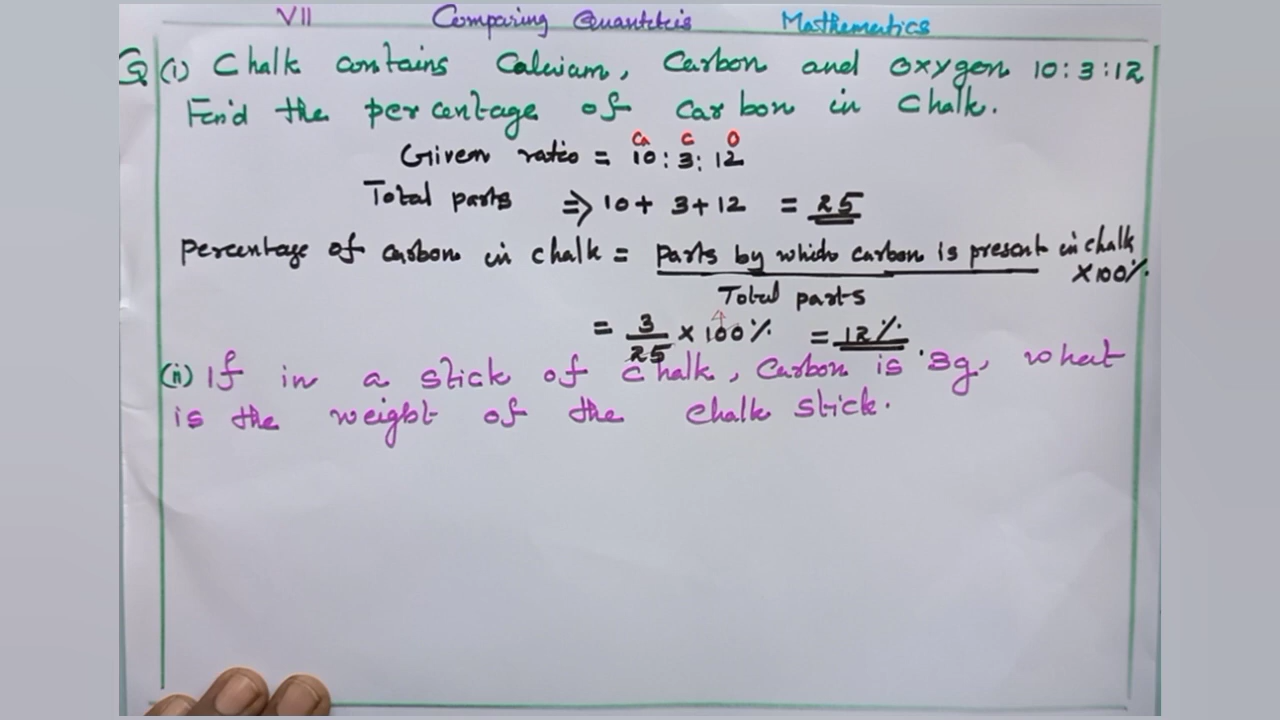 VII Comparing Quantiteis Mathematics
Q (i) Chalk contains Calcium, Carbon and oxygen 10:3:12
Find the percentage of carbon in chalk.
Ca C O
Given ratio = 10:3:12
Total parts => 10+ 3+12 = 25
percentage of carbon in chalk = parts by which carbon is present in chalk ×100%
Total parts
4
= 3/25 × 100% = 12%.
(ii) If in a stick of chalk, carbon is 3g, what
is the weight of the chalk stick.